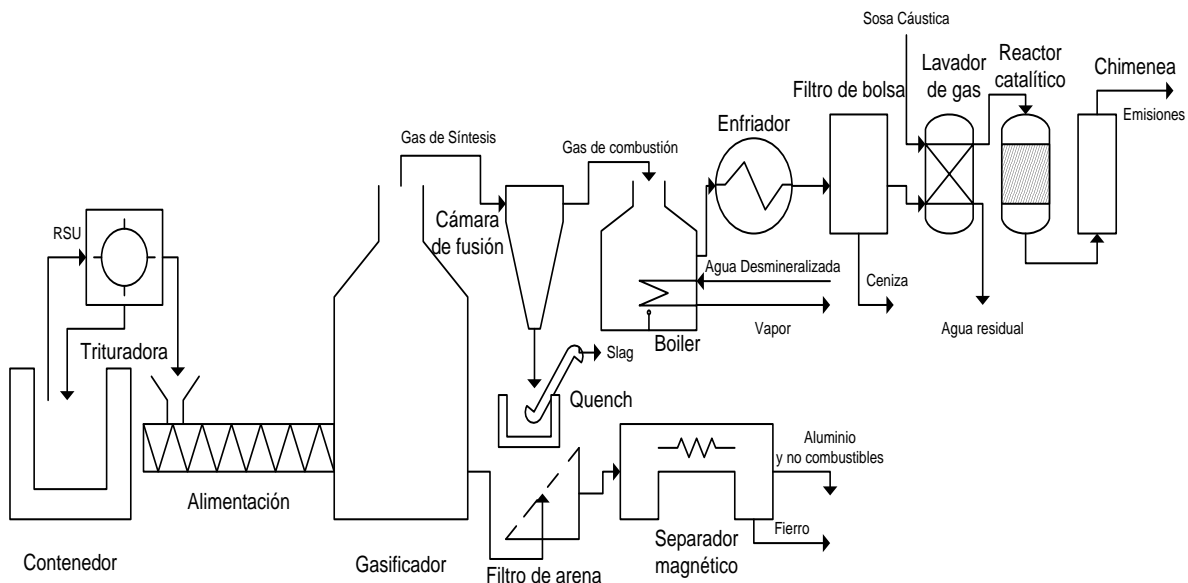 Sosa Cáustica
Lavador
de gas
Reactor
catalítico
Chimenea
Emisiones
Filtro de bolsa
Enfriador
Gas de Síntesis
Gas de combustión
Cámara
de fusión
RSU
Agua Desmineralizada
Vapor
Ceniza
Agua residual
Boiler
Trituradora
Slag
Quench
Aluminio
y no combustibles
Alimentación
Fierro
Contenedor
Gasificador
Filtro de arena
Separador
magnético